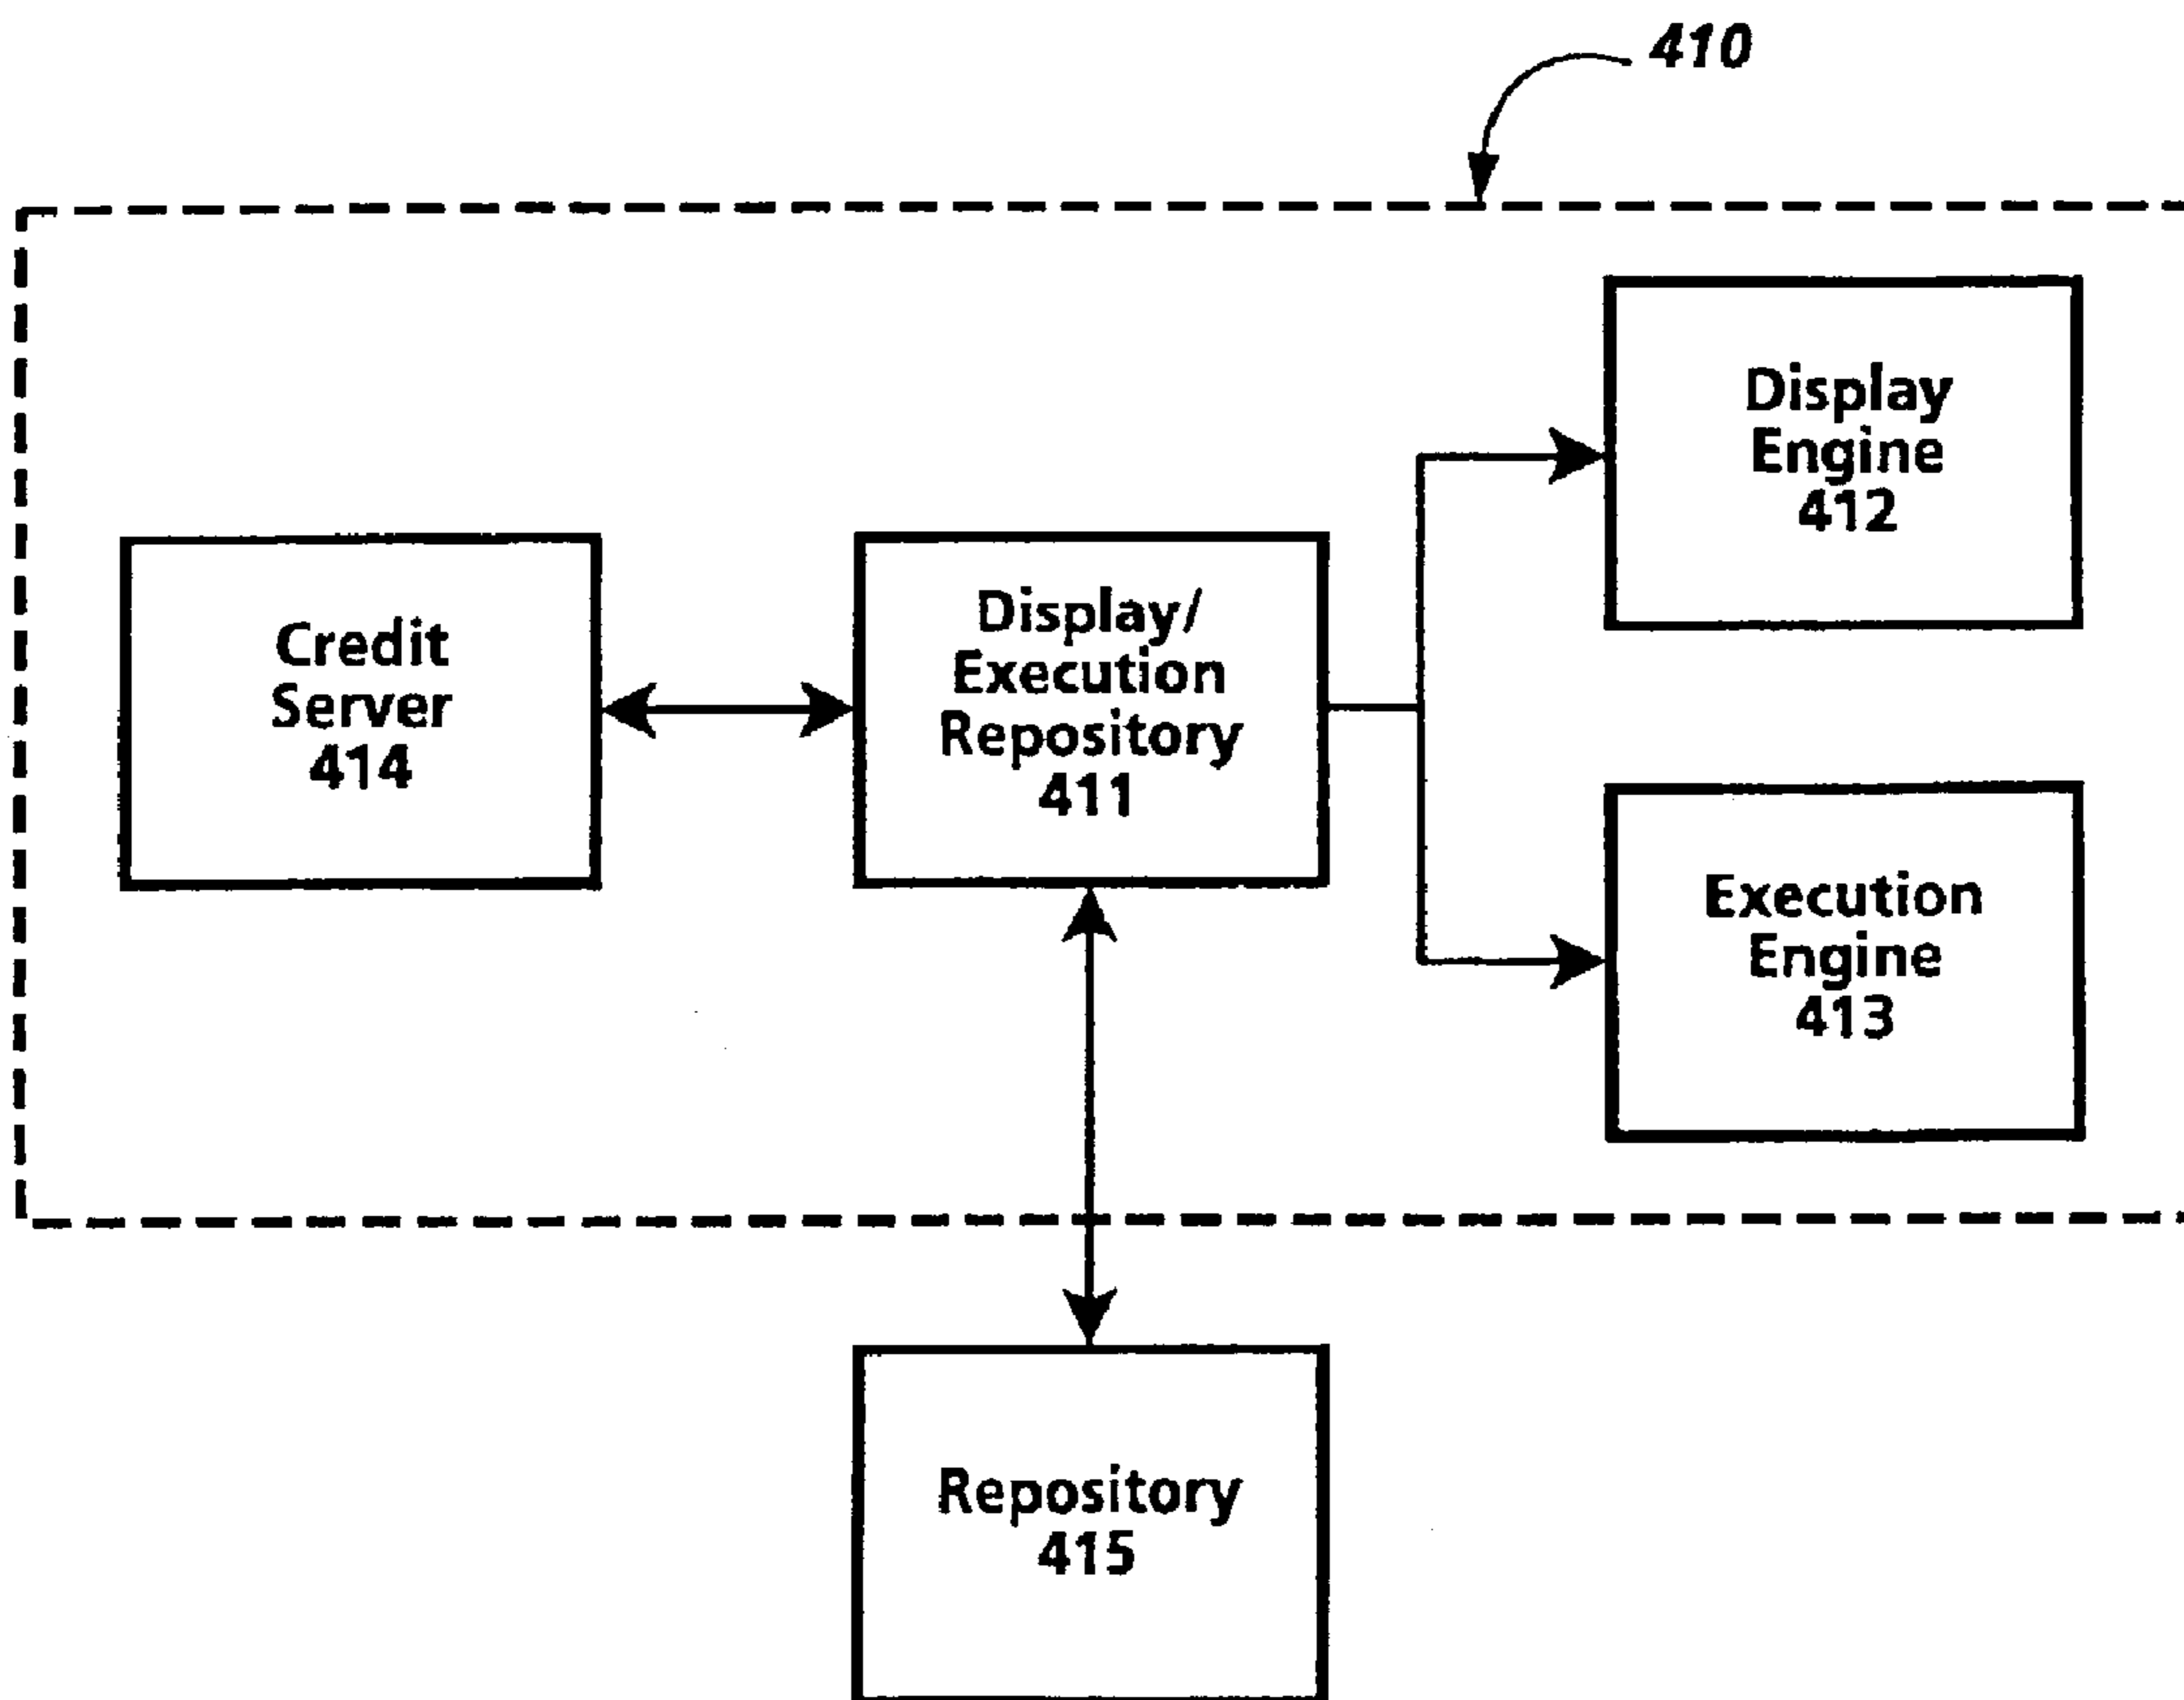 410
Display
Engine
412
Credit
Server
414
Display/
Execution
Repository
411
Execution
Engine
413
Repository
415